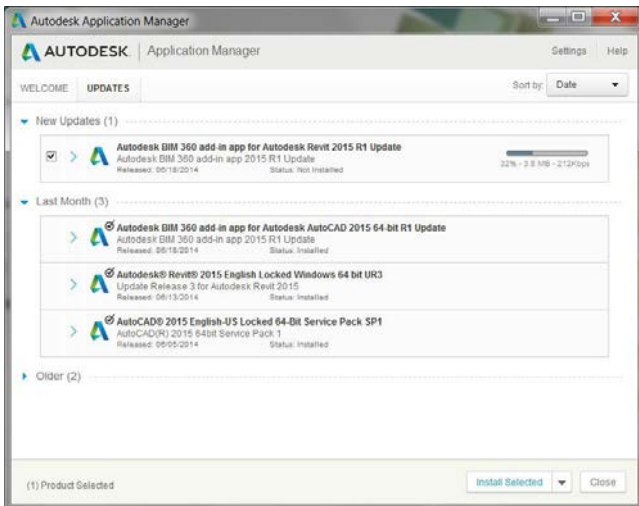 Autodesk Application Manager
AUTODESK Application Manager
Settings Help
WELCOME UPDATES
Sort by: Date
New Updates (1)
Autodesk BIM 360 add-in app for Autodesk Revit 2015 R1 Update
Autodesk BIM 360 add-in app 2015 R1 Update
Released: 06/18/2014 Status: Not Installed
32% - 3.8 MB - 212Kbps
Last Month (3)
Autodesk BIM 360 add-in app for Autodesk AutoCAD 2015 64-bit R1 Update
Autodesk BIM 360 add-in app 2015 R1 Update
Released: 06/18/2014 Status: Installed
Autodesk® Revit® 2015 English Locked Windows 64 bit UR3
Update Release 3 for Autodesk Revit 2015
Released: 06/13/2014 Status: Installed
AutoCAD® 2015 English-US Locked 64-Bit Service Pack SP1
AutoCAD(R) 2015 64bit Service Pack 1
Released: 06/05/2014 Status: Installed
Older (2)
(1) Product Selected
Install Selected
Close